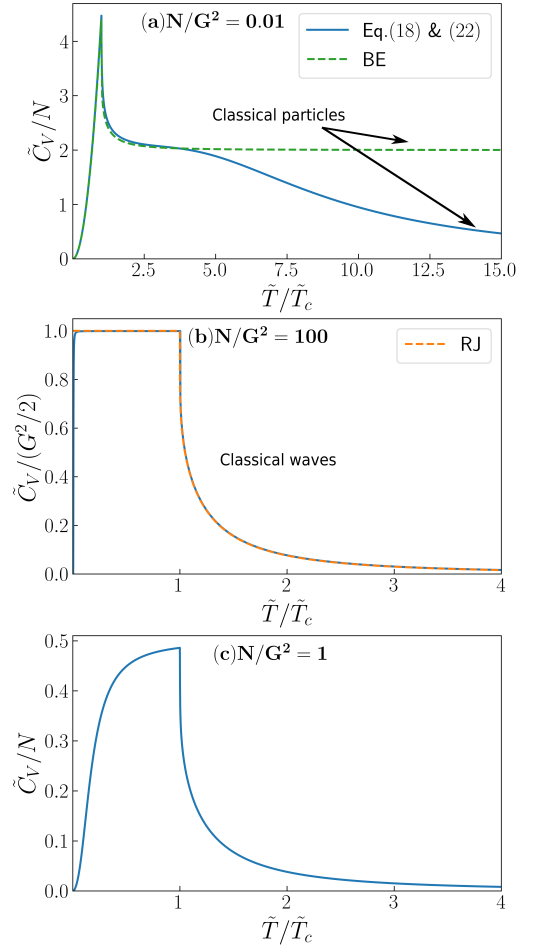 (a)N/G² = 0.01
Eq.(18) & (22)
BE
Classical particles
4
3
2
1
0
C̃_V/N
2.5 5.0 7.5 10.0 12.5 15.0
T̃/T̃_c
(b)N/G² = 100
RJ
Classical waves
1.0
0.8
0.6
0.4
0.2
0.0
C̃_V/(G²/2)
1 2 3 4
T̃/T̃_c
(c)N/G² = 1
0.5
0.4
0.3
0.2
0.1
0.0
C̃_V/N
1 2 3 4
T̃/T̃_c